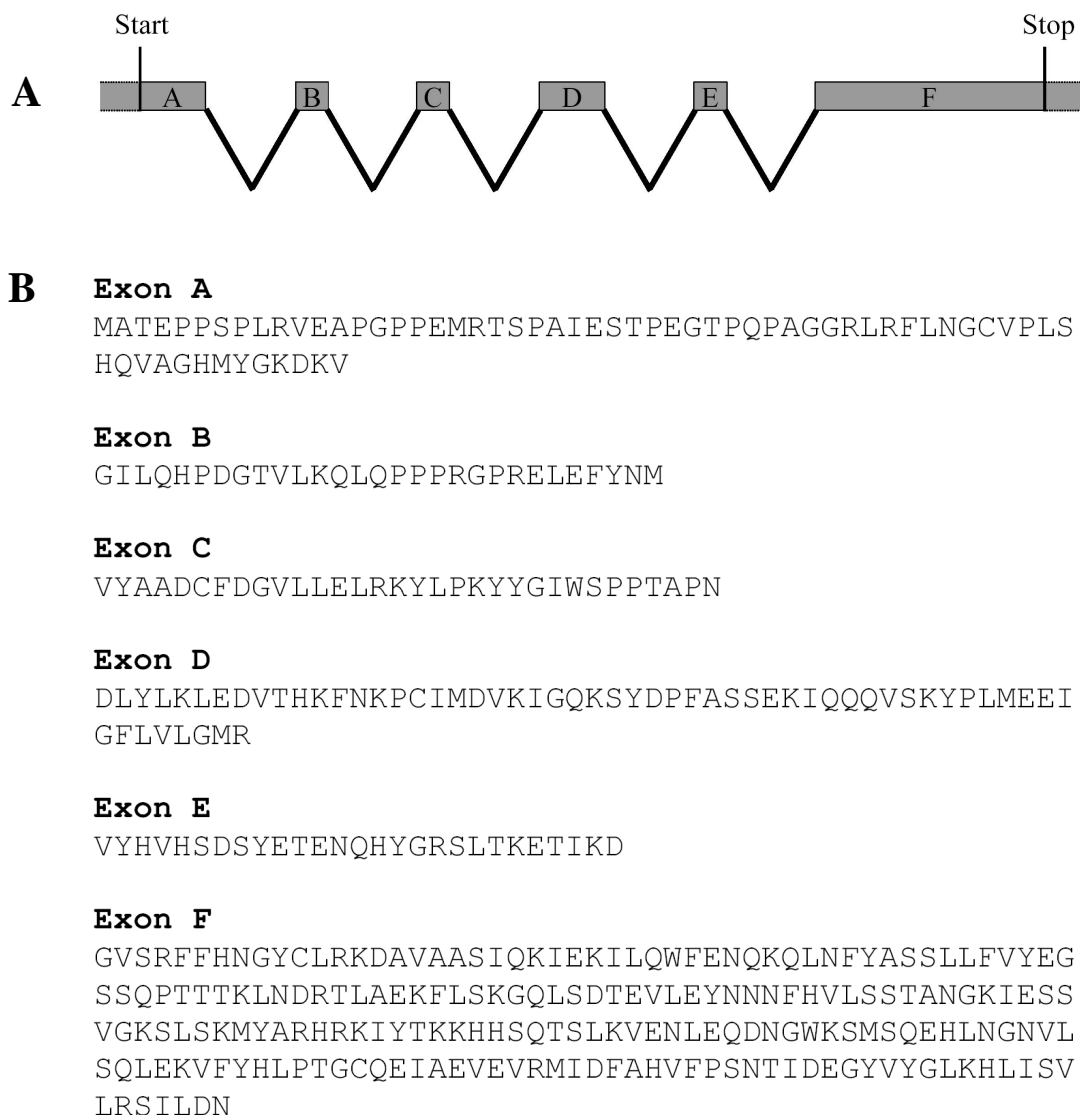 Start Stop
A
A B C D E F
B
Exon A
MATEPPSPLRVEAPGPPEMRTSPAIESTPEGTPQPAGGRLRFLNGCVPLS
HQVAGHMYGKDKV
Exon B
GILQHPDGTVLKQLQPPPRGPRELEFYNM
Exon C
VYAADCFDGVLLELRKYLPKYYGIWSPPTAPN
Exon D
DLYLKLEDVTHKFNKPCIMDVKIGQKSYDPFASSEKIQQQVSKYPLMEEI
GFLVLGMR
Exon E
VYHVHSDSYETENQHYGRSLTKETIKD
Exon F
GVSRFFHNGYCLRKDAVAASIQKIEKILQWFENQKQLNFYASSLLFVYEG
SSQPTTTKLNDRTLAEKFLSKGQLSDTEVLEYNNNFHVLSSTANGKIESS
VGKSLSKMYARHRKIYTKKHHSQTSLKVENLEQDNGWKSMSQEHLNGNVL
SQLEKVFYHLPTGCQEIAEVEVRMIDFAHVFPSNTIDEGYVYGLKHLISV
LRSILDN